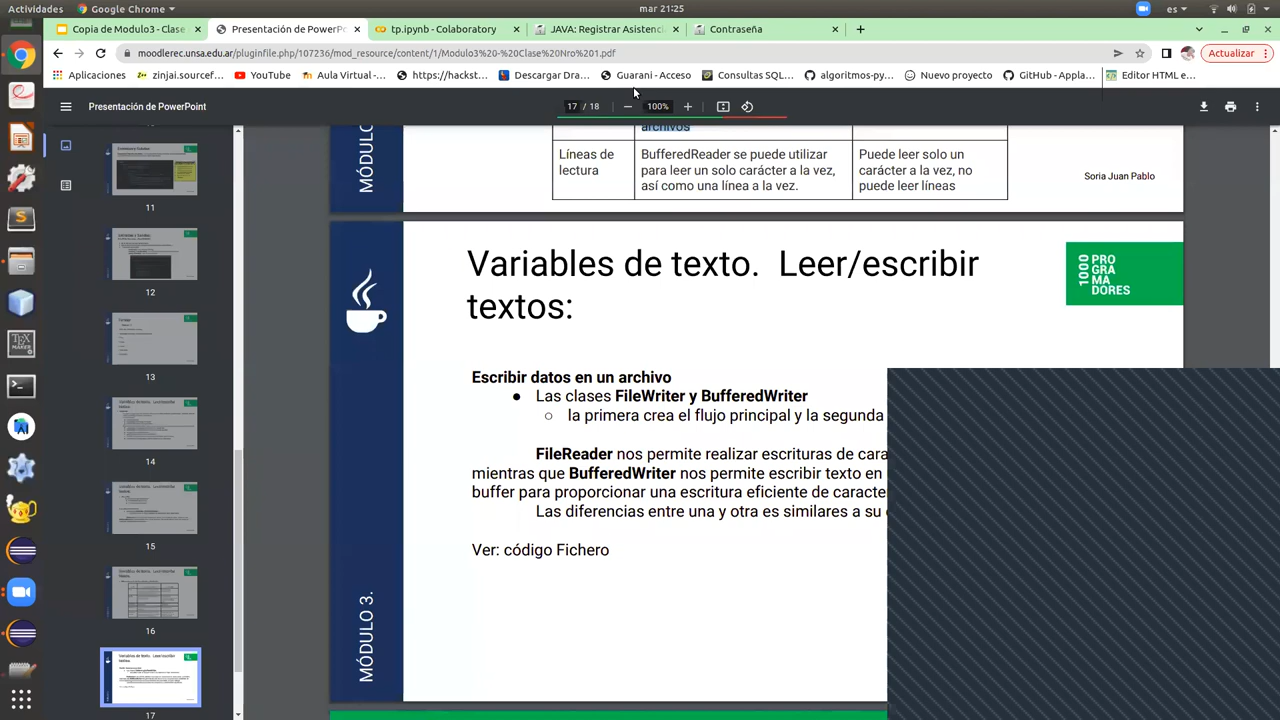 Actividades
Google Chrome
mar 21:25
es
Copia de Modulo3 - Clase
Presentación de PowerPoint
tp.ipynb - Colaboratory
JAVA: Registrar Asistencia
Contraseña
moodlerec.unsa.edu.ar/pluginfile.php/107236/mod_resource/content/1/Modulo3%20-%20Clase%20Nro%201.pdf
Actualizar
Aplicaciones
zinjai.sourcef...
YouTube
Aula Virtual -...
https://hackst...
Descargar Dra...
Guarani - Acceso
Consultas SQL...
algoritmos-py...
Nuevo proyecto
GitHub - Appla...
Editor HTML e...
Presentación de PowerPoint
17 / 18
100%
archivos
Líneas de lectura
BufferedReader se puede utilizar
para leer un solo carácter a la vez,
así como una línea a la vez.
Puede leer solo un
carácter a la vez, no
puede leer líneas
Soria Juan Pablo
MÓDULO
11
12
13
14
15
16
17
Variables de texto. Leer/escribir
textos:
1000
PRO
GRA
MA
DORES
Escribir datos en un archivo
● Las clases FileWriter y BufferedWriter
○ la primera crea el flujo principal y la segunda
FileReader nos permite realizar escrituras de cara
mientras que BufferedWriter nos permite escribir texto en
buffer para proporcionar una escritura eficiente de caracte
Las diferencias entre una y otra es similares a su
Ver: código Fichero
MÓDULO 3.